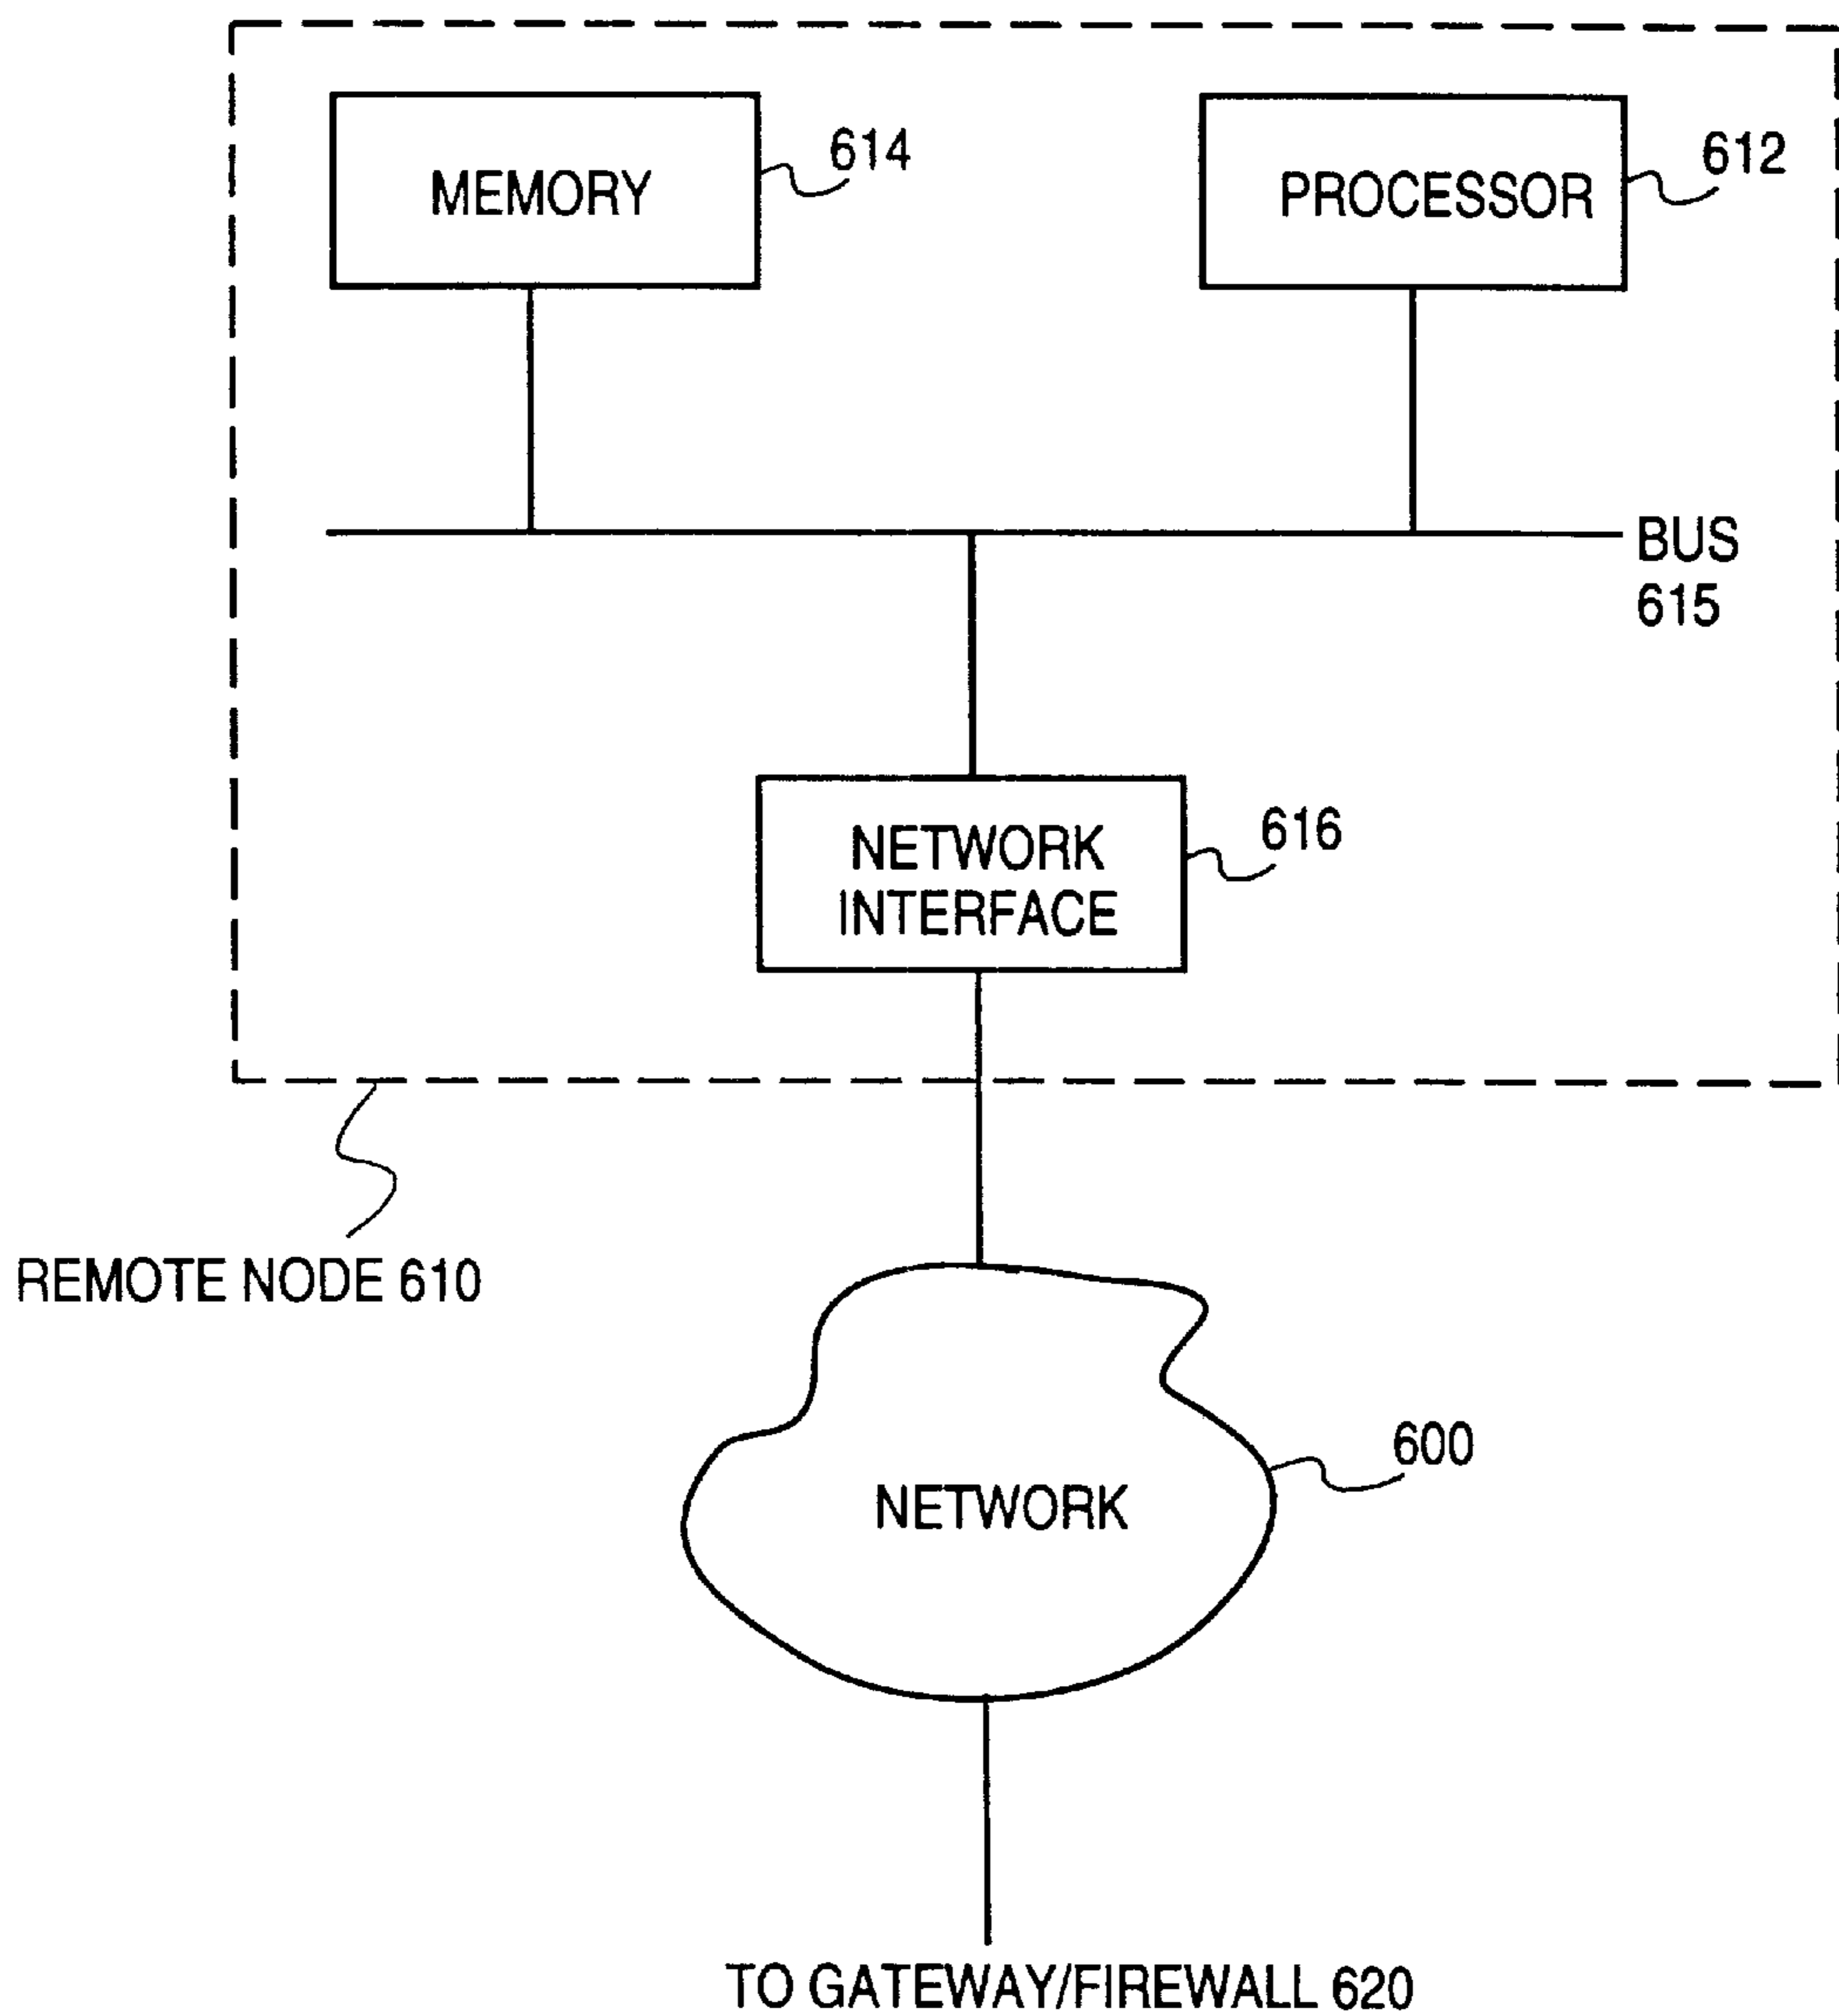 MEMORY
614
PROCESSOR
612
BUS
615
NETWORK
INTERFACE
616
REMOTE NODE 610
NETWORK
600
TO GATEWAY/FIREWALL 620